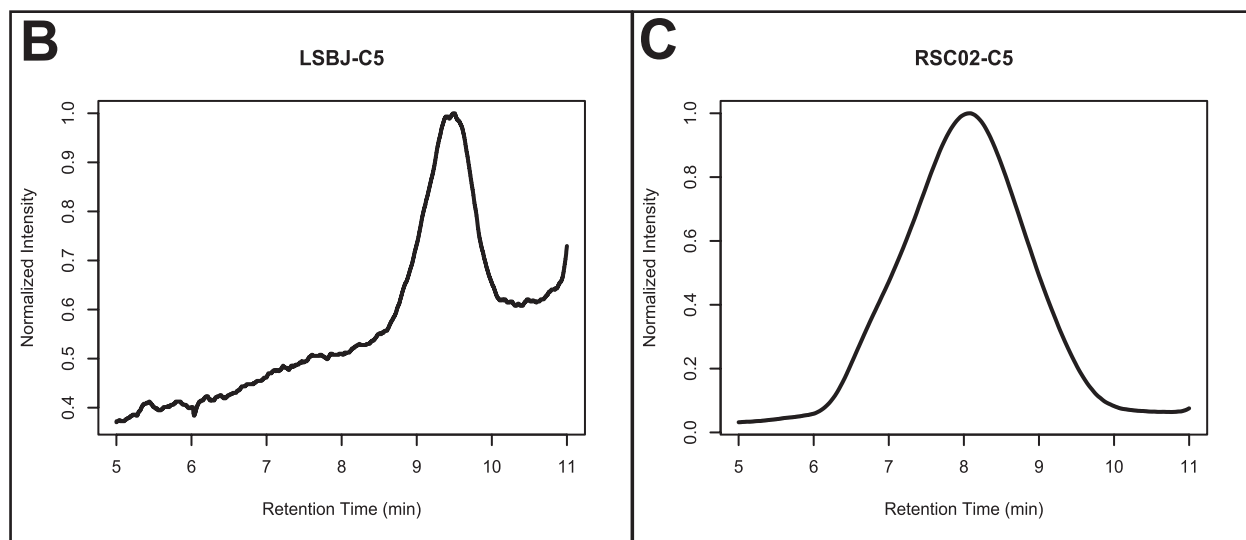 B
LSBJ-C5
Normalized Intensity
1.0
0.9
0.8
0.7
0.6
0.5
0.4
5 6 7 8 9 10 11
Retention Time (min)
C
RSC02-C5
Normalized Intensity
1.0
0.8
0.6
0.4
0.2
0.0
5 6 7 8 9 10 11
Retention Time (min)